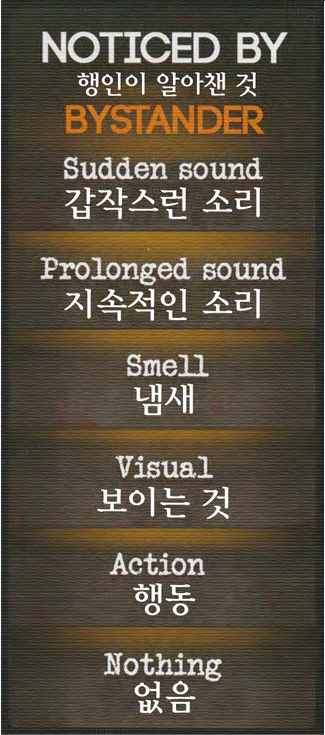 NOTICED BY
행인이 알아챈 것
BYSTANDER
Sudden sound
갑작스런 소리
Prolonged sound
지속적인 소리
Smell
냄새
Visual
보이는 것
Action
행동
Nothing
없음